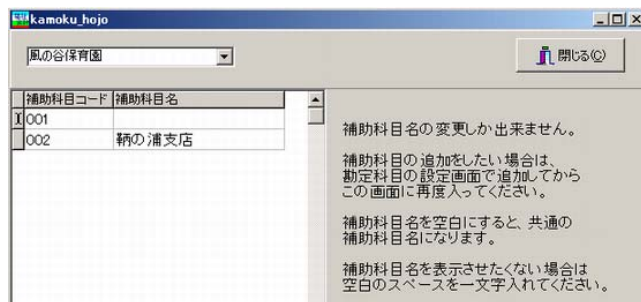 kamoku_hojo
風の谷保育園
閉じる(C)
補助科目コード 補助科目名
001
002 鞆の浦支店
補助科目名の変更しか出来ません。
補助科目の追加をしたい場合は、
勘定科目の設定画面で追加してから
この画面に再度入ってください。
補助科目名を空白にすると、共通の
補助科目名になります。
補助科目名を表示させたくない場合は
空白のスペースを一文字入れてください。